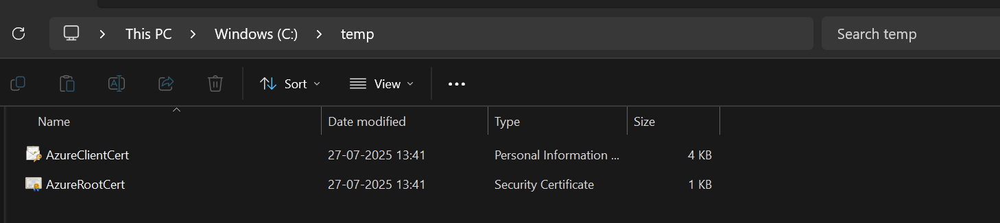 This PC > Windows (C:) > temp Search temp
Sort View
Name Date modified Type Size
AzureClientCert 27-07-2025 13:41 Personal Information ... 4 KB
AzureRootCert 27-07-2025 13:41 Security Certificate 1 KB